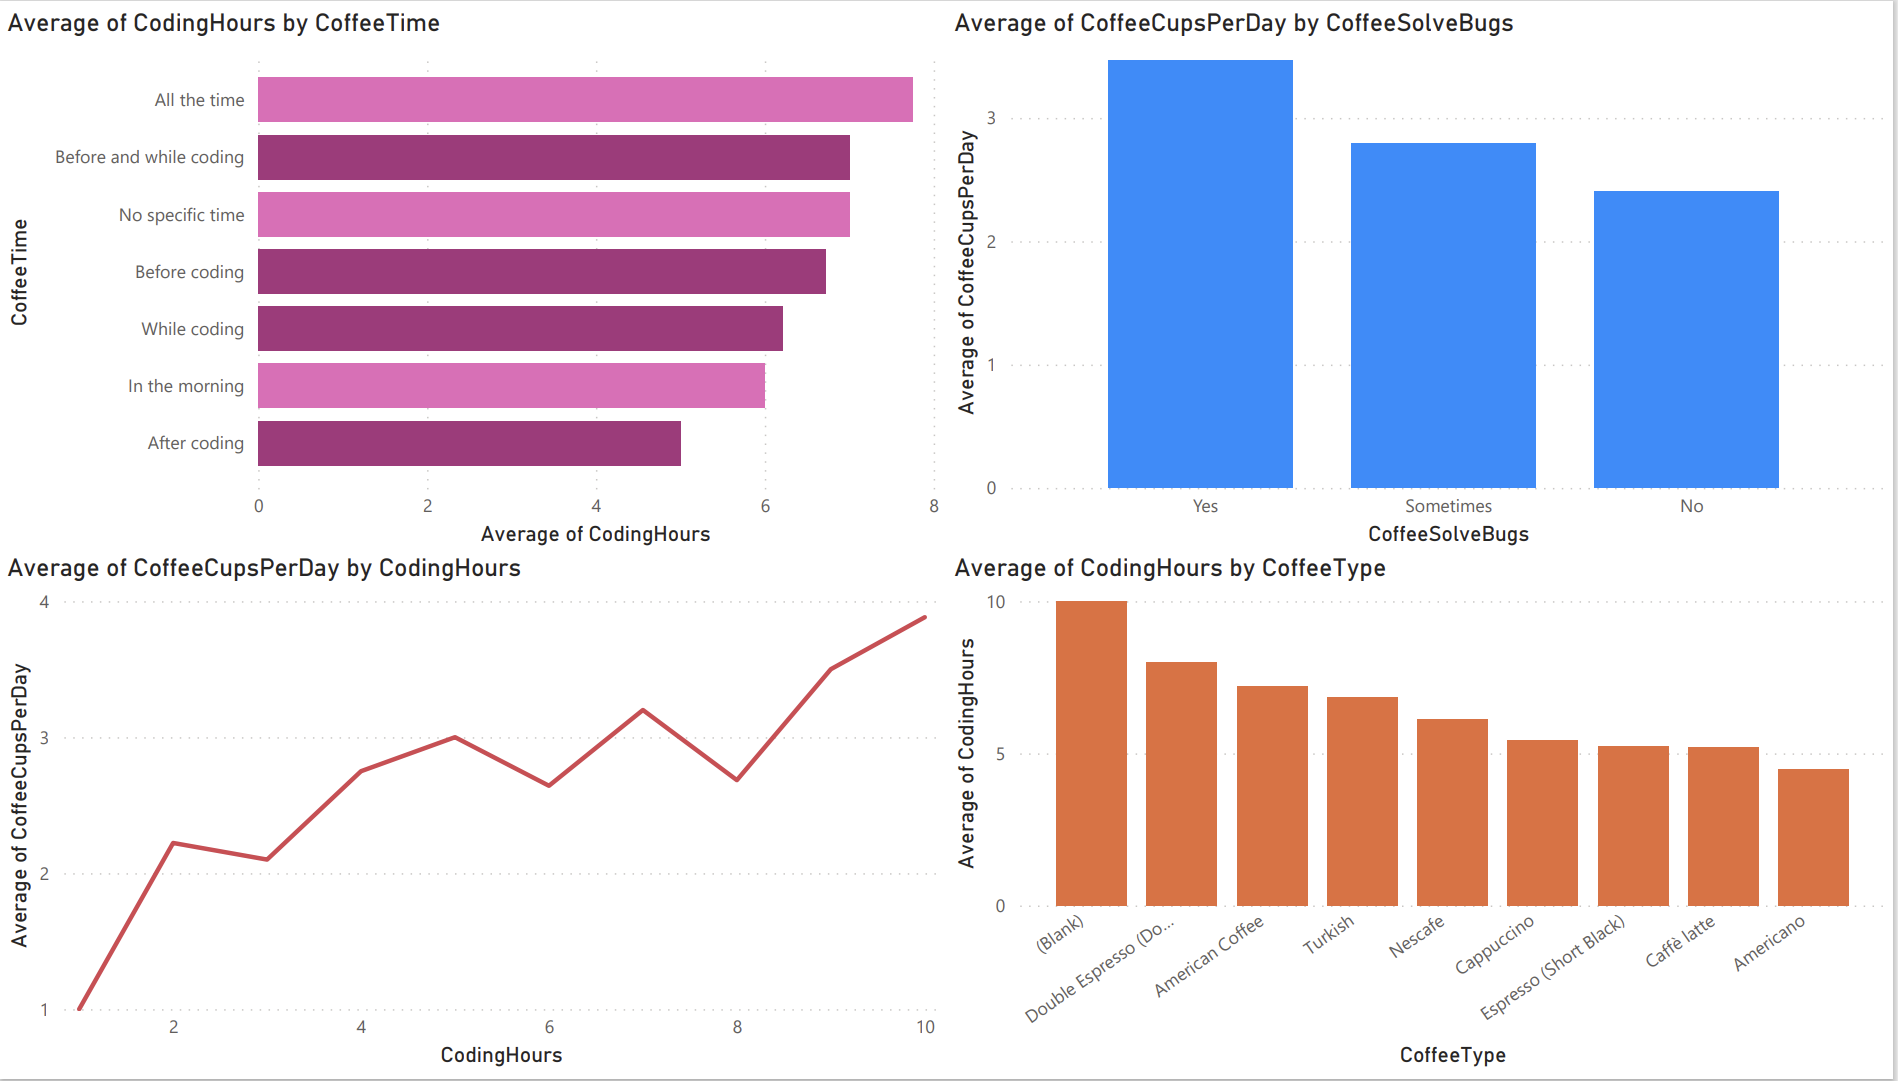 Average of CodingHours by CoffeeTime
CoffeeTime
All the time
Before and while coding
No specific time
Before coding
While coding
In the morning
After coding
0 2 4 6 8
Average of CodingHours
Average of CoffeeCupsPerDay by CoffeeSolveBugs
Average of CoffeeCupsPerDay
3
2
1
0
Yes Sometimes No
CoffeeSolveBugs
Average of CoffeeCupsPerDay by CodingHours
Average of CoffeeCupsPerDay
4
3
2
1
2 4 6 8 10
CodingHours
Average of CodingHours by CoffeeType
Average of CodingHours
10
5
0
(Blank)
Double Espresso (Do...
American Coffee
Turkish
Nescafe
Cappuccino
Espresso (Short Black)
Caffè latte
Americano
CoffeeType